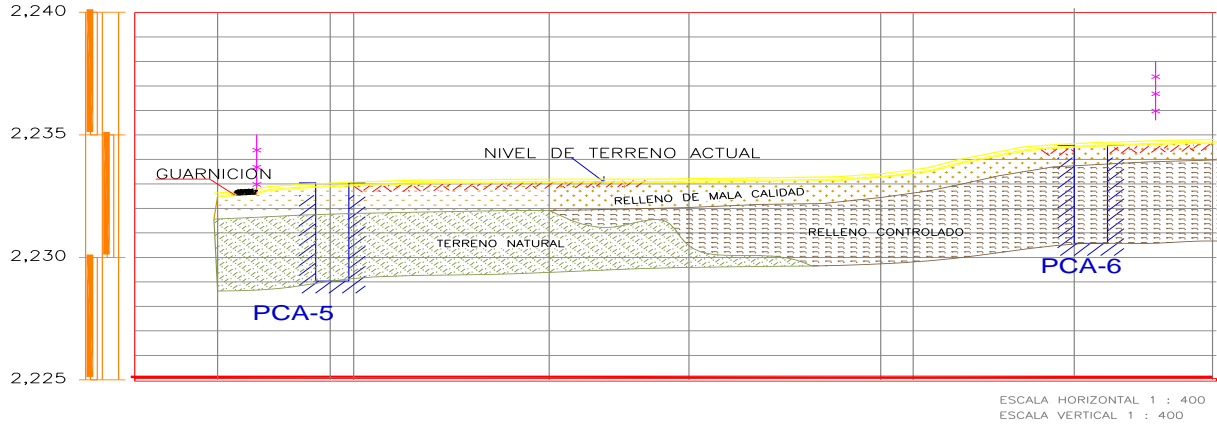 2,240
2,235
NIVEL DE TERRENO ACTUAL
GUARNICION
RELLENO DE MALA CALIDAD
RELLENO CONTROLADO
TERRENO NATURAL
2,230
PCA-6
PCA-5
2,225
ESCALA HORIZONTAL 1 : 400
ESCALA VERTICAL 1 : 400